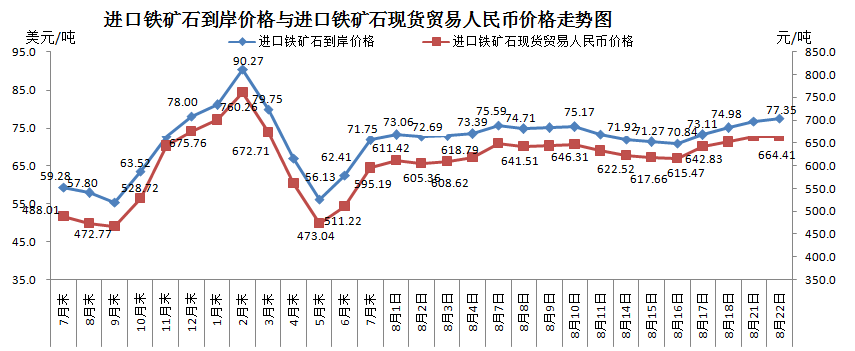 进口铁矿石到岸价格与进口铁矿石现货贸易人民币价格走势图
美元/吨
元/吨
进口铁矿石到岸价格
进口铁矿石现货贸易人民币价格
95.0
85.0
75.0
65.0
55.0
45.0
35.0
850.0
800.0
750.0
700.0
650.0
600.0
550.0
500.0
450.0
400.0
350.0
59.28
57.80
63.52
78.00
90.27
79.75
56.13
62.41
71.75
73.06
72.69
73.39
75.59
74.71
75.17
71.92
71.27
70.84
73.11
74.98
77.35
488.01
472.77
528.72
675.76
760.26
672.71
473.04
511.22
595.19
611.42
605.36
608.62
618.79
641.51
646.31
622.52
617.66
615.47
642.83
664.41
7月末
8月末
9月末
10月末
11月末
12月末
1月末
2月末
3月末
4月末
5月末
6月末
7月末
8月1日
8月2日
8月3日
8月4日
8月7日
8月8日
8月9日
8月10日
8月11日
8月14日
8月15日
8月16日
8月17日
8月18日
8月21日
8月22日